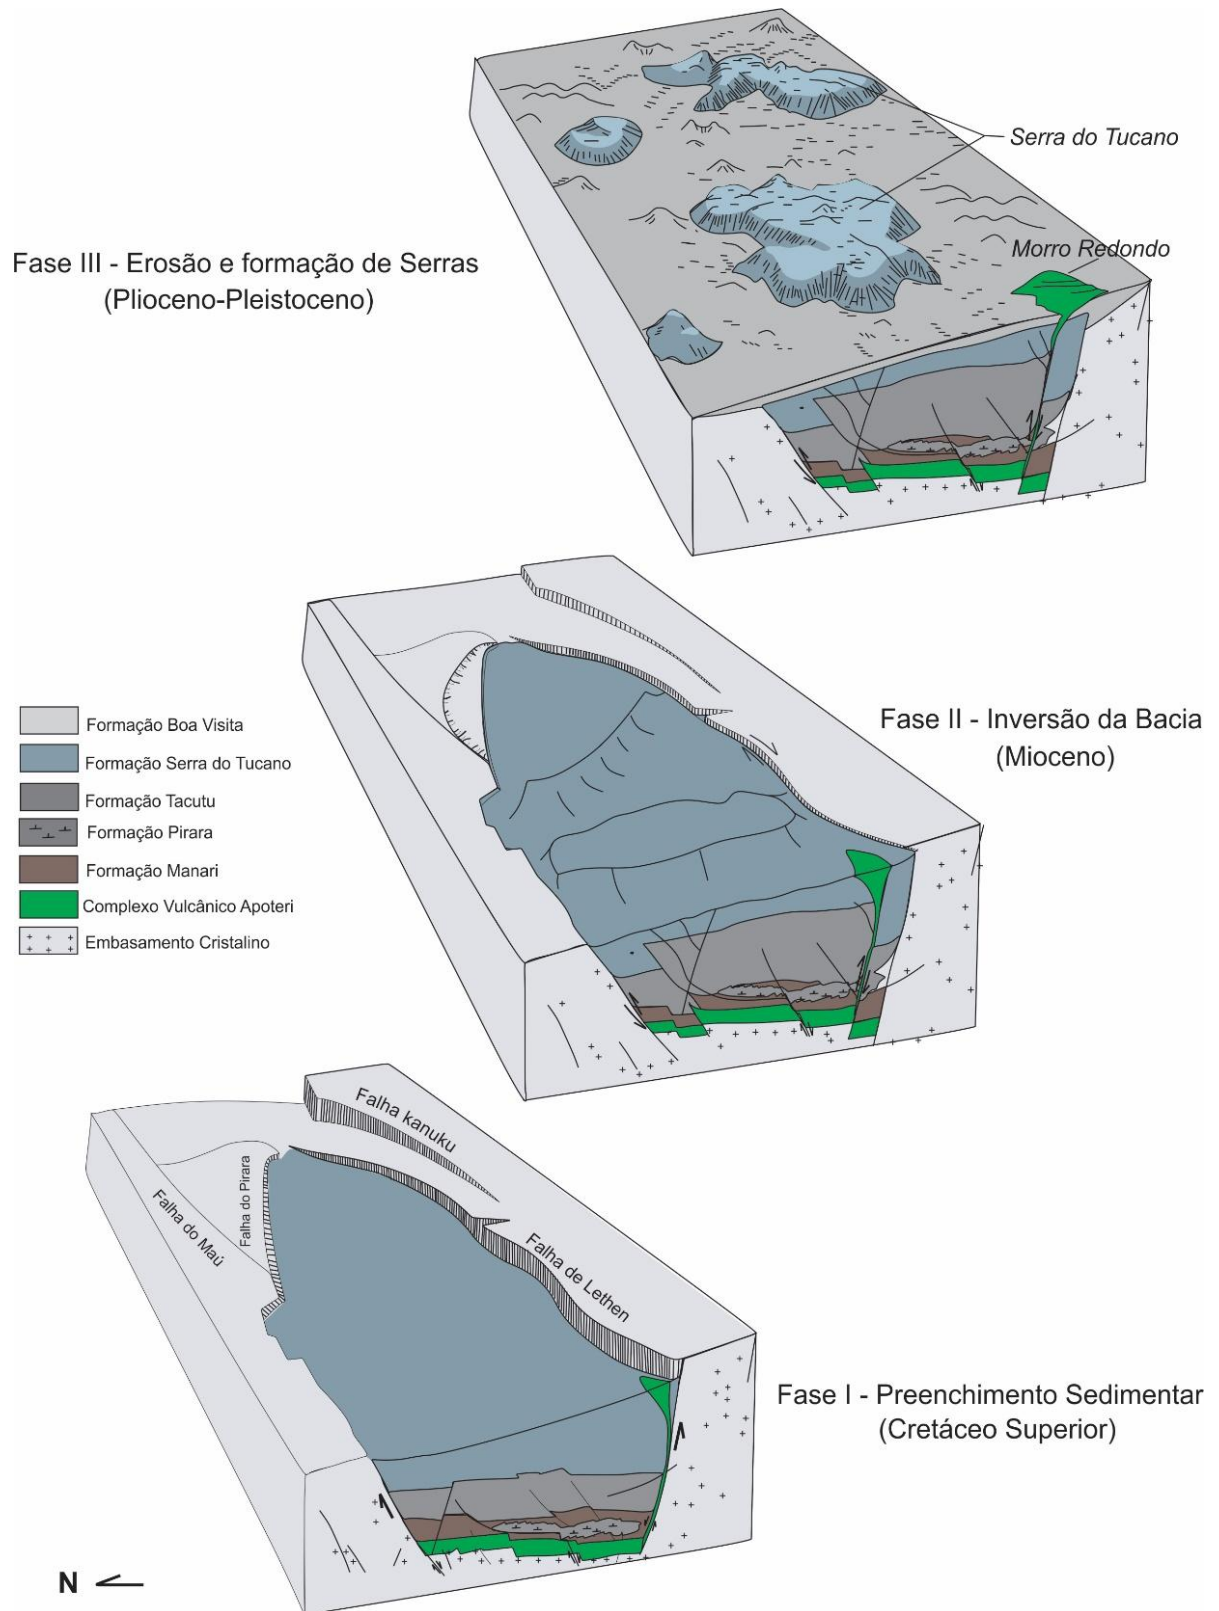 Serra do Tucano
Morro Redondo
Fase III - Erosão e formação de Serras
(Plioceno-Pleistoceno)
Fase II - Inversão da Bacia
(Mioceno)
Formação Boa Visita
Formação Serra do Tucano
Formação Tacutu
Formação Pirara
Formação Manari
Complexo Vulcânico Apoteri
Embasamento Cristalino
Falha kanuku
Falha do Pirara
Falha do Maú
Falha de Lethen
Fase I - Preenchimento Sedimentar
(Cretáceo Superior)
N